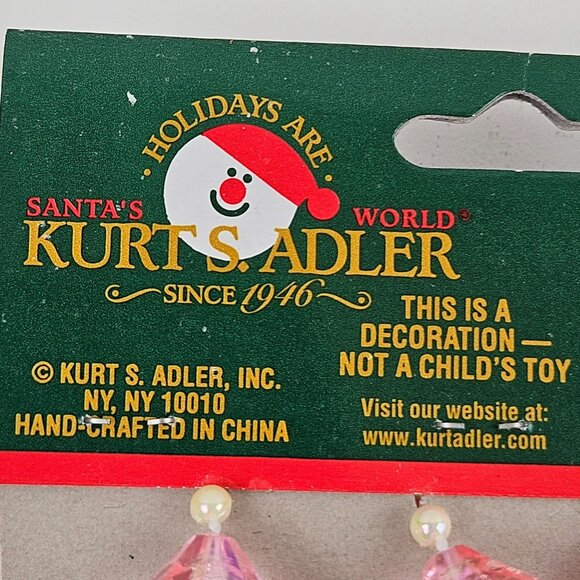 · HOLIDAYS ARE ·
SANTA'S WORLD®
KURT S. ADLER
SINCE 1946
THIS IS A
DECORATION —
NOT A CHILD'S TOY
© KURT S. ADLER, INC.
NY, NY 10010
HAND-CRAFTED IN CHINA
Visit our website at:
www.kurtadler.com